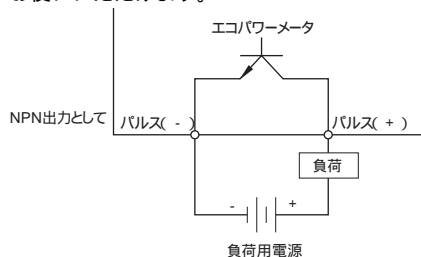 お使いいただけます。
エコパワーメータ
NPN出力として
パルス( - )
パルス( + )
負荷
- +
負荷用電源